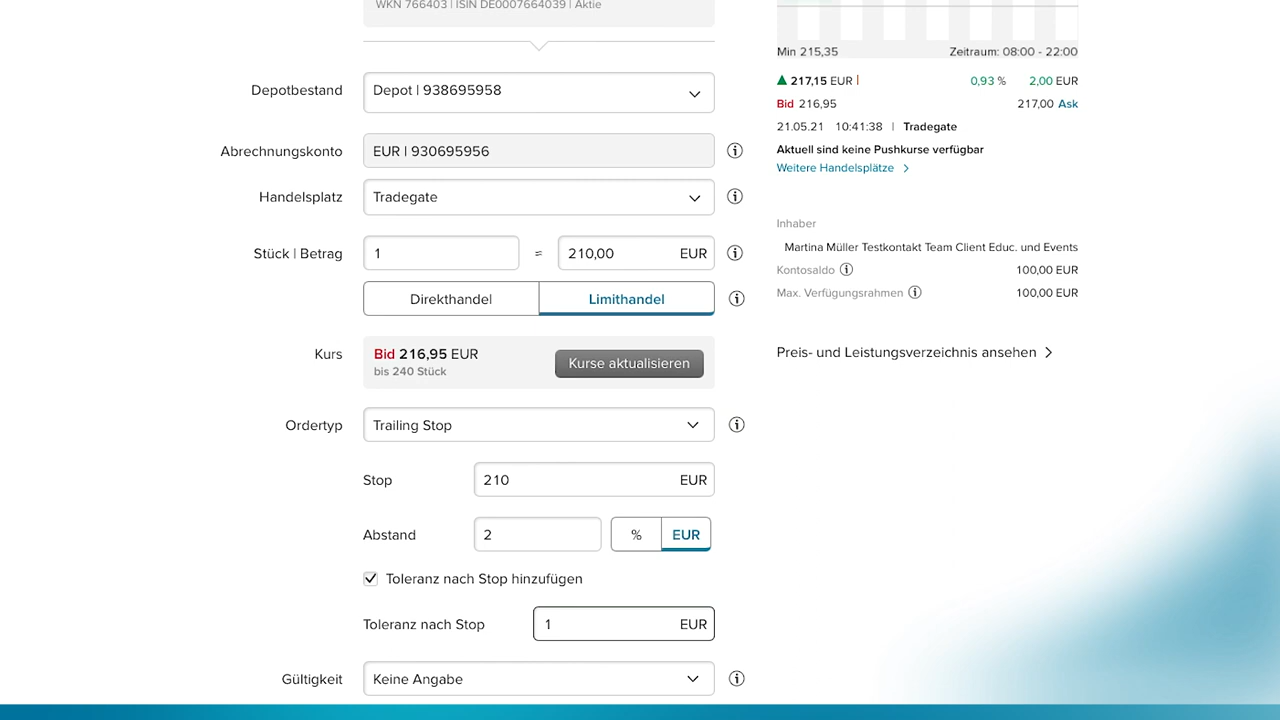 WKN 766403 | ISIN DE0007664039 | Aktie
Depotbestand
Depot | 938695958
Abrechnungskonto
EUR | 930695956
Handelsplatz
Tradegate
Stück | Betrag
1
≈
210,00 EUR
Direkthandel
Limithandel
Kurs
Bid 216,95 EUR
bis 240 Stück
Kurse aktualisieren
Ordertyp
Trailing Stop
Stop
210 EUR
Abstand
2
%
EUR
Toleranz nach Stop hinzufügen
Toleranz nach Stop
1 EUR
Gültigkeit
Keine Angabe
Min 215,35 Zeitraum: 08:00 - 22:00
217,15 EUR 0,93 % 2,00 EUR
Bid 216,95 217,00 Ask
21.05.21 10:41:38 | Tradegate
Aktuell sind keine Pushkurse verfügbar
Weitere Handelsplätze
Inhaber
Martina Müller Testkontakt Team Client Educ. und Events
Kontosaldo 100,00 EUR
Max. Verfügungsrahmen 100,00 EUR
Preis- und Leistungsverzeichnis ansehen